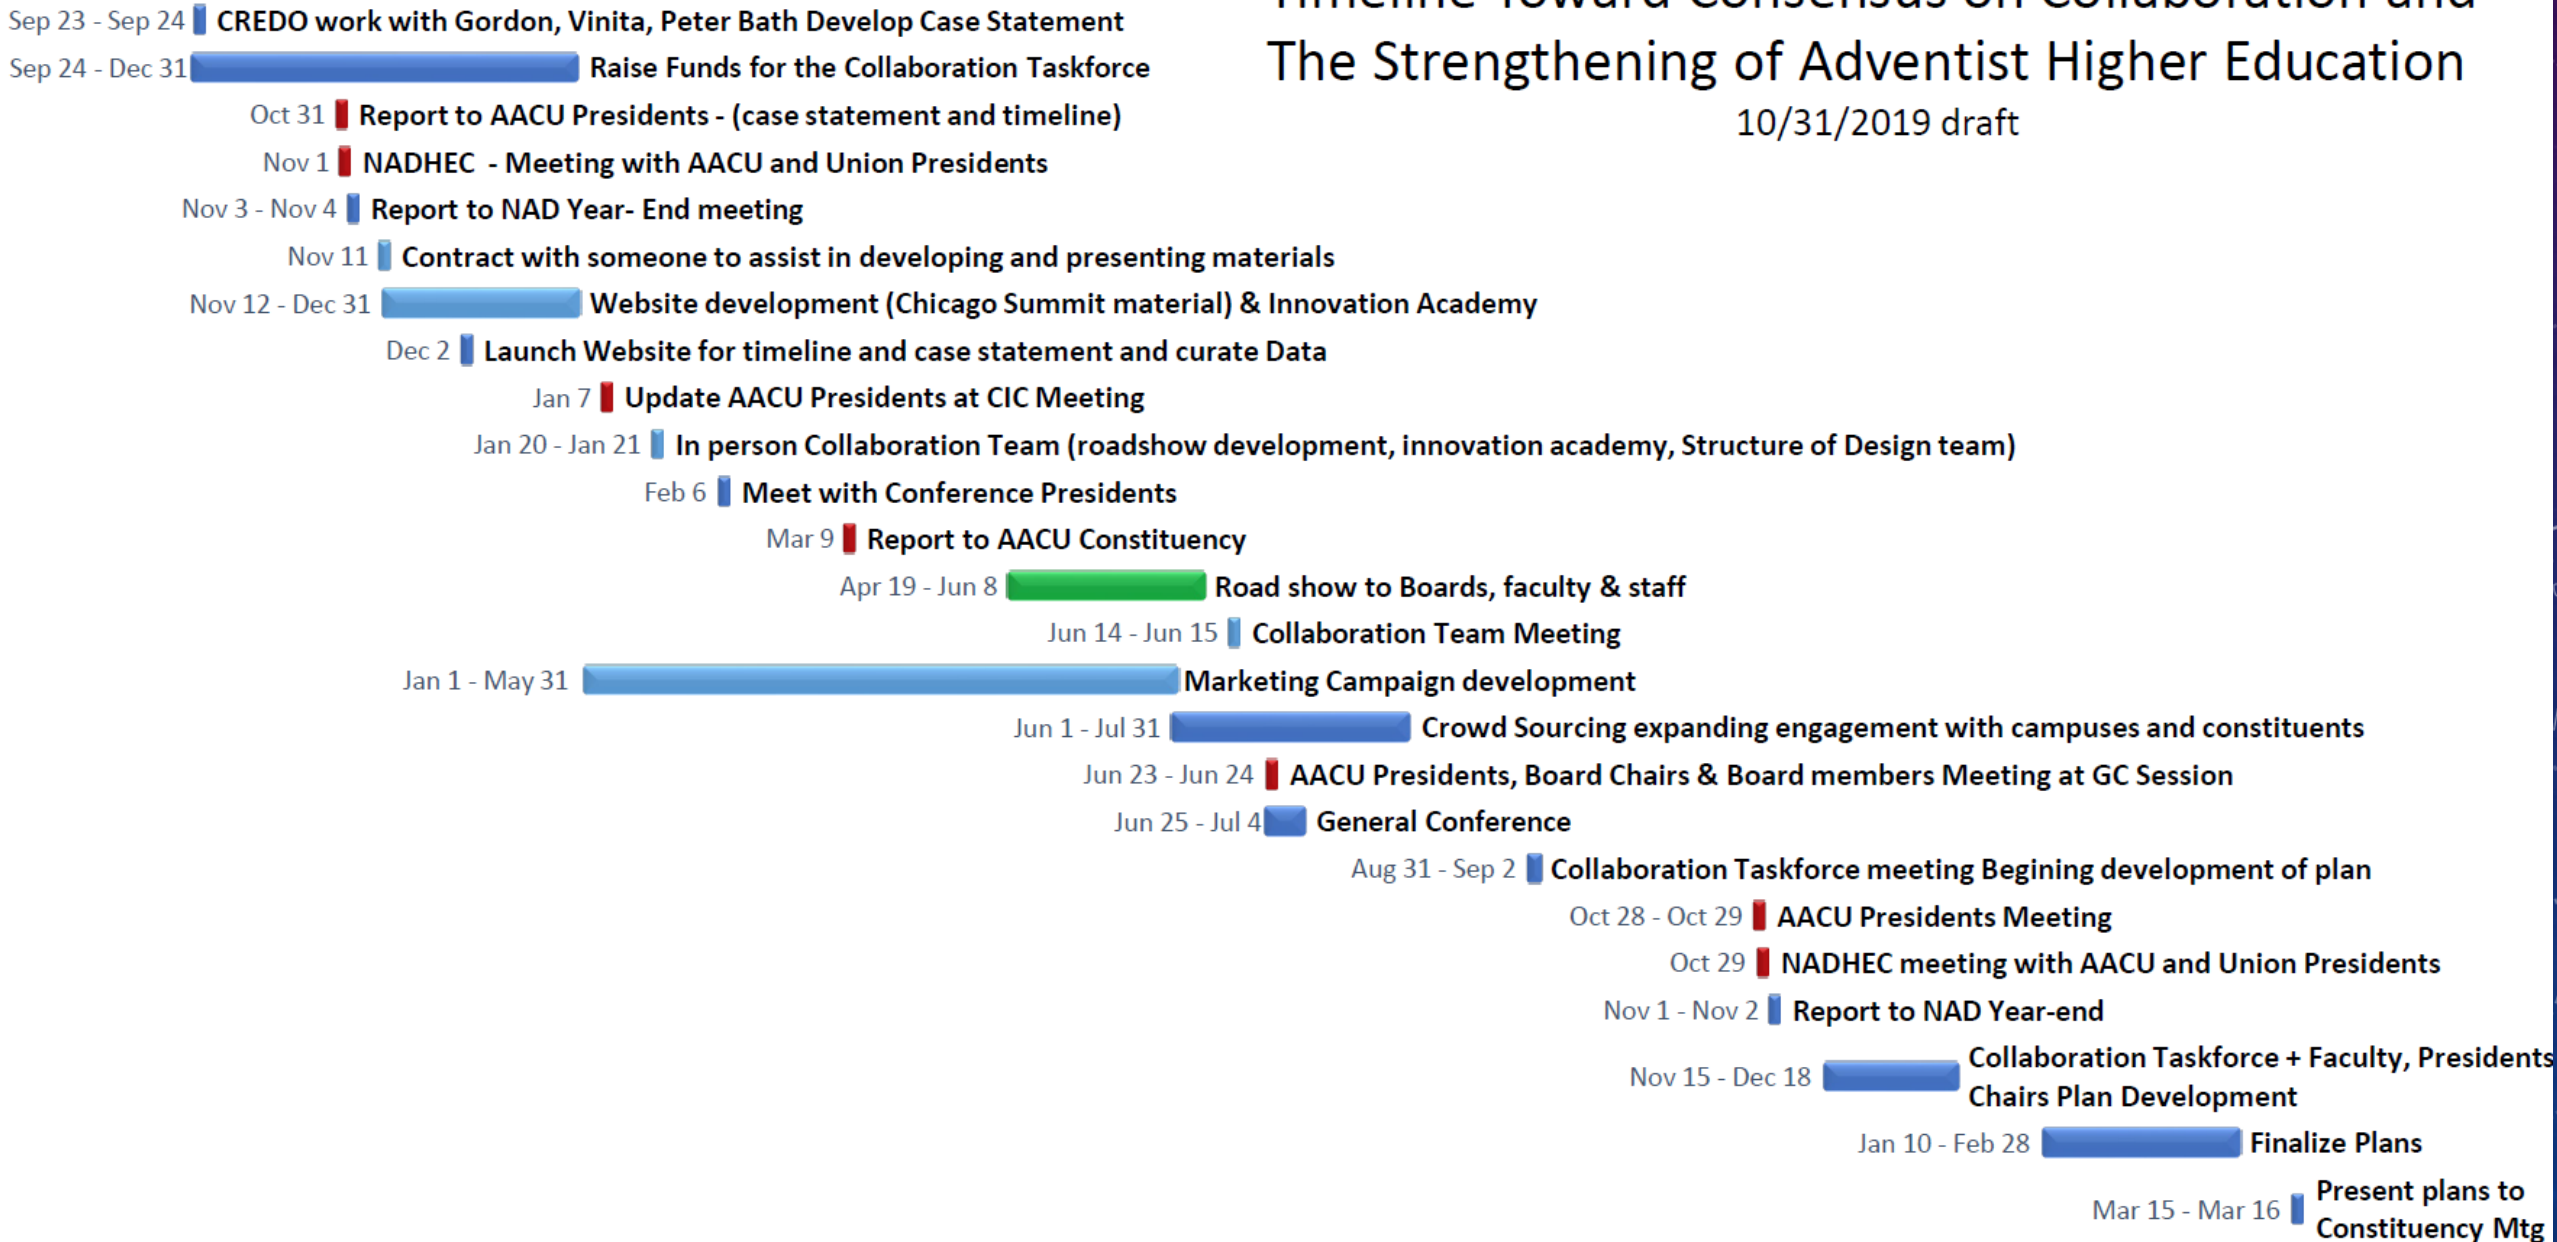 Timeline Toward Consensus on Collaboration and
The Strengthening of Adventist Higher Education
10/31/2019 draft
Sep 23 - Sep 24 CREDO work with Gordon, Vinita, Peter Bath Develop Case Statement
Sep 24 - Dec 31 Raise Funds for the Collaboration Taskforce
Oct 31 Report to AACU Presidents - (case statement and timeline)
Nov 1 NADHEC - Meeting with AACU and Union Presidents
Nov 3 - Nov 4 Report to NAD Year- End meeting
Nov 11 Contract with someone to assist in developing and presenting materials
Nov 12 - Dec 31 Website development (Chicago Summit material) & Innovation Academy
Dec 2 Launch Website for timeline and case statement and curate Data
Jan 7 Update AACU Presidents at CIC Meeting
Jan 20 - Jan 21 In person Collaboration Team (roadshow development, innovation academy, Structure of Design team)
Feb 6 Meet with Conference Presidents
Mar 9 Report to AACU Constituency
Apr 19 - Jun 8 Road show to Boards, faculty & staff
Jun 14 - Jun 15 Collaboration Team Meeting
Jan 1 - May 31 Marketing Campaign development
Jun 1 - Jul 31 Crowd Sourcing expanding engagement with campuses and constituents
Jun 23 - Jun 24 AACU Presidents, Board Chairs & Board members Meeting at GC Session
Jun 25 - Jul 4 General Conference
Aug 31 - Sep 2 Collaboration Taskforce meeting Begining development of plan
Oct 28 - Oct 29 AACU Presidents Meeting
Oct 29 NADHEC meeting with AACU and Union Presidents
Nov 1 - Nov 2 Report to NAD Year-end
Nov 15 - Dec 18 Collaboration Taskforce + Faculty, Presidents
Chairs Plan Development
Jan 10 - Feb 28 Finalize Plans
Mar 15 - Mar 16 Present plans to
Constituency Mtg